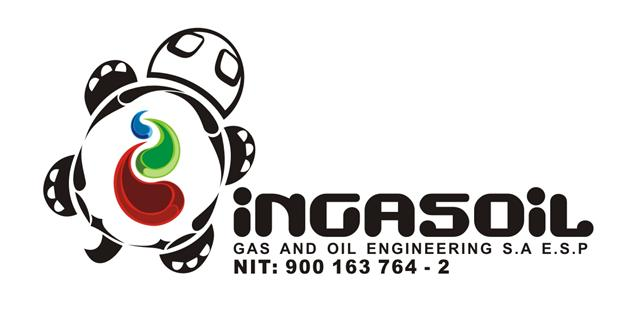 iNGASOiL
GAS AND OIL ENGINEERING S.A E.S.P
NIT: 900 163 764 - 2